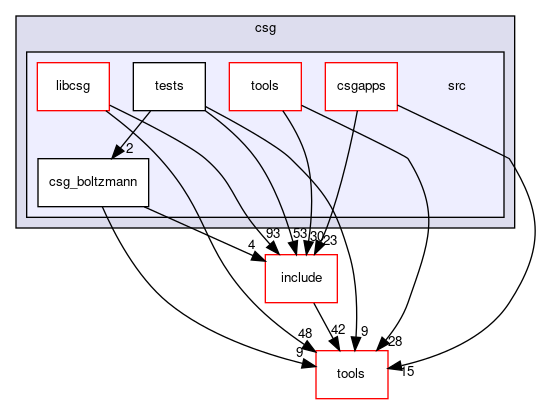 csg
libcsg
tests
tools
csgapps
src
2
csg_boltzmann
4
93
53
30
23
include
48
42
9
28
9
15
tools